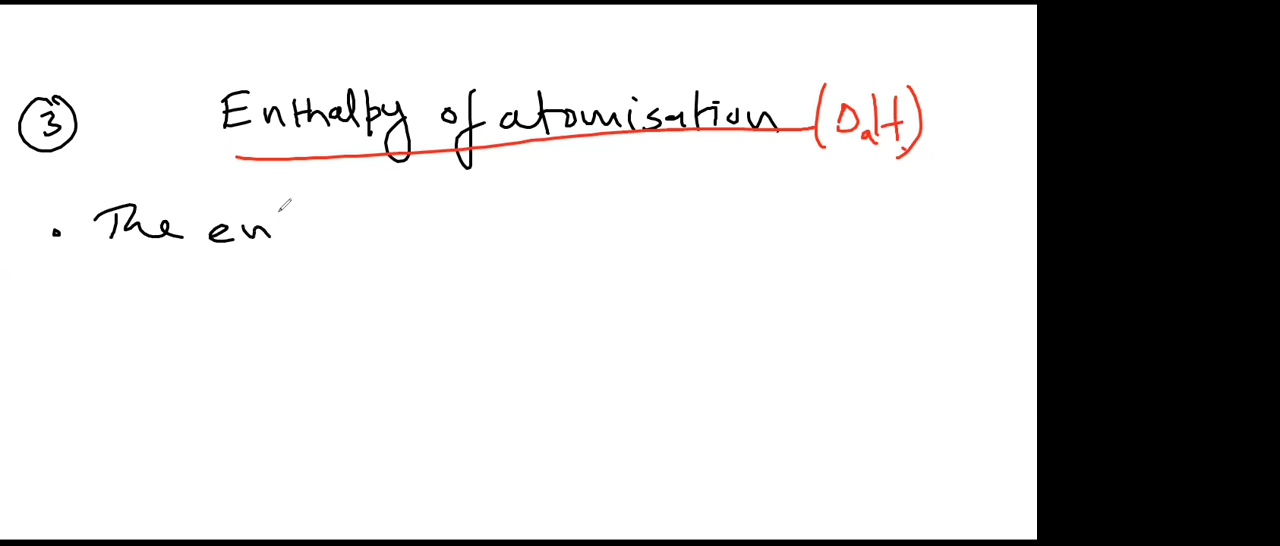 ③ Enthalpy of atomisation (ΔₐH)
. The en